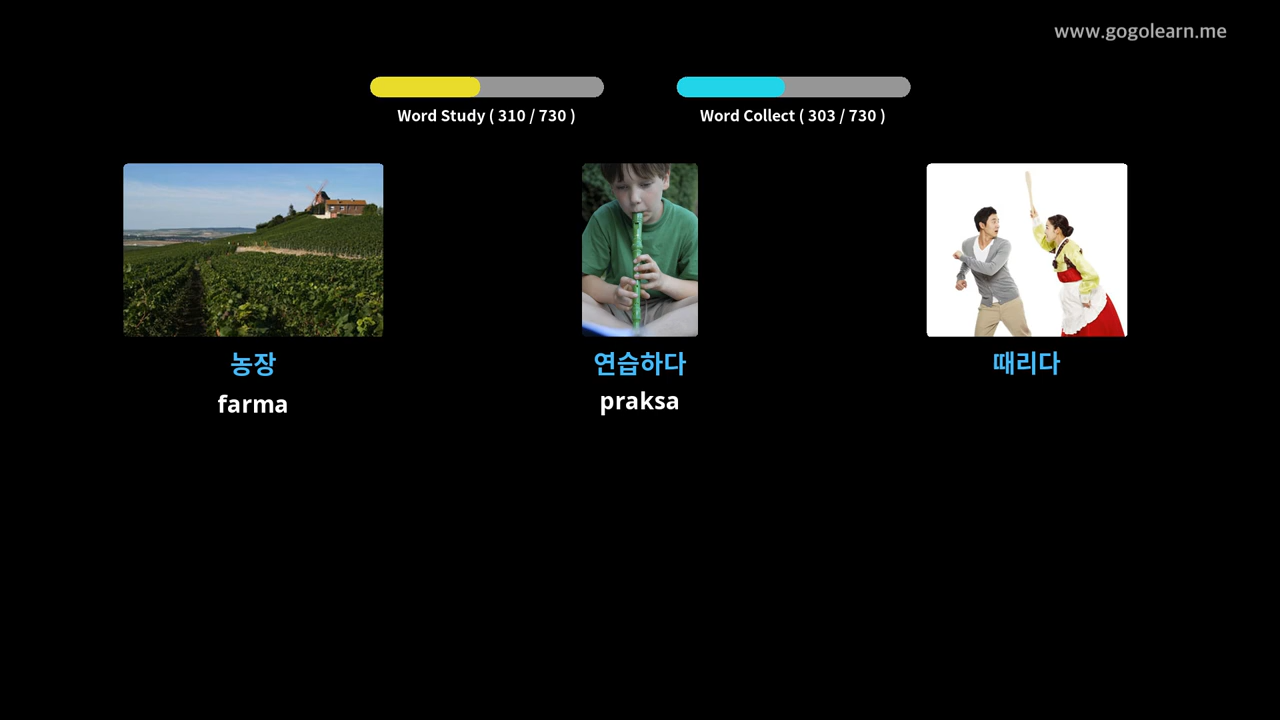 www.gogolearn.me
Word Study ( 310 / 730 )
Word Collect ( 303 / 730 )
농장
farma
연습하다
praksa
때리다